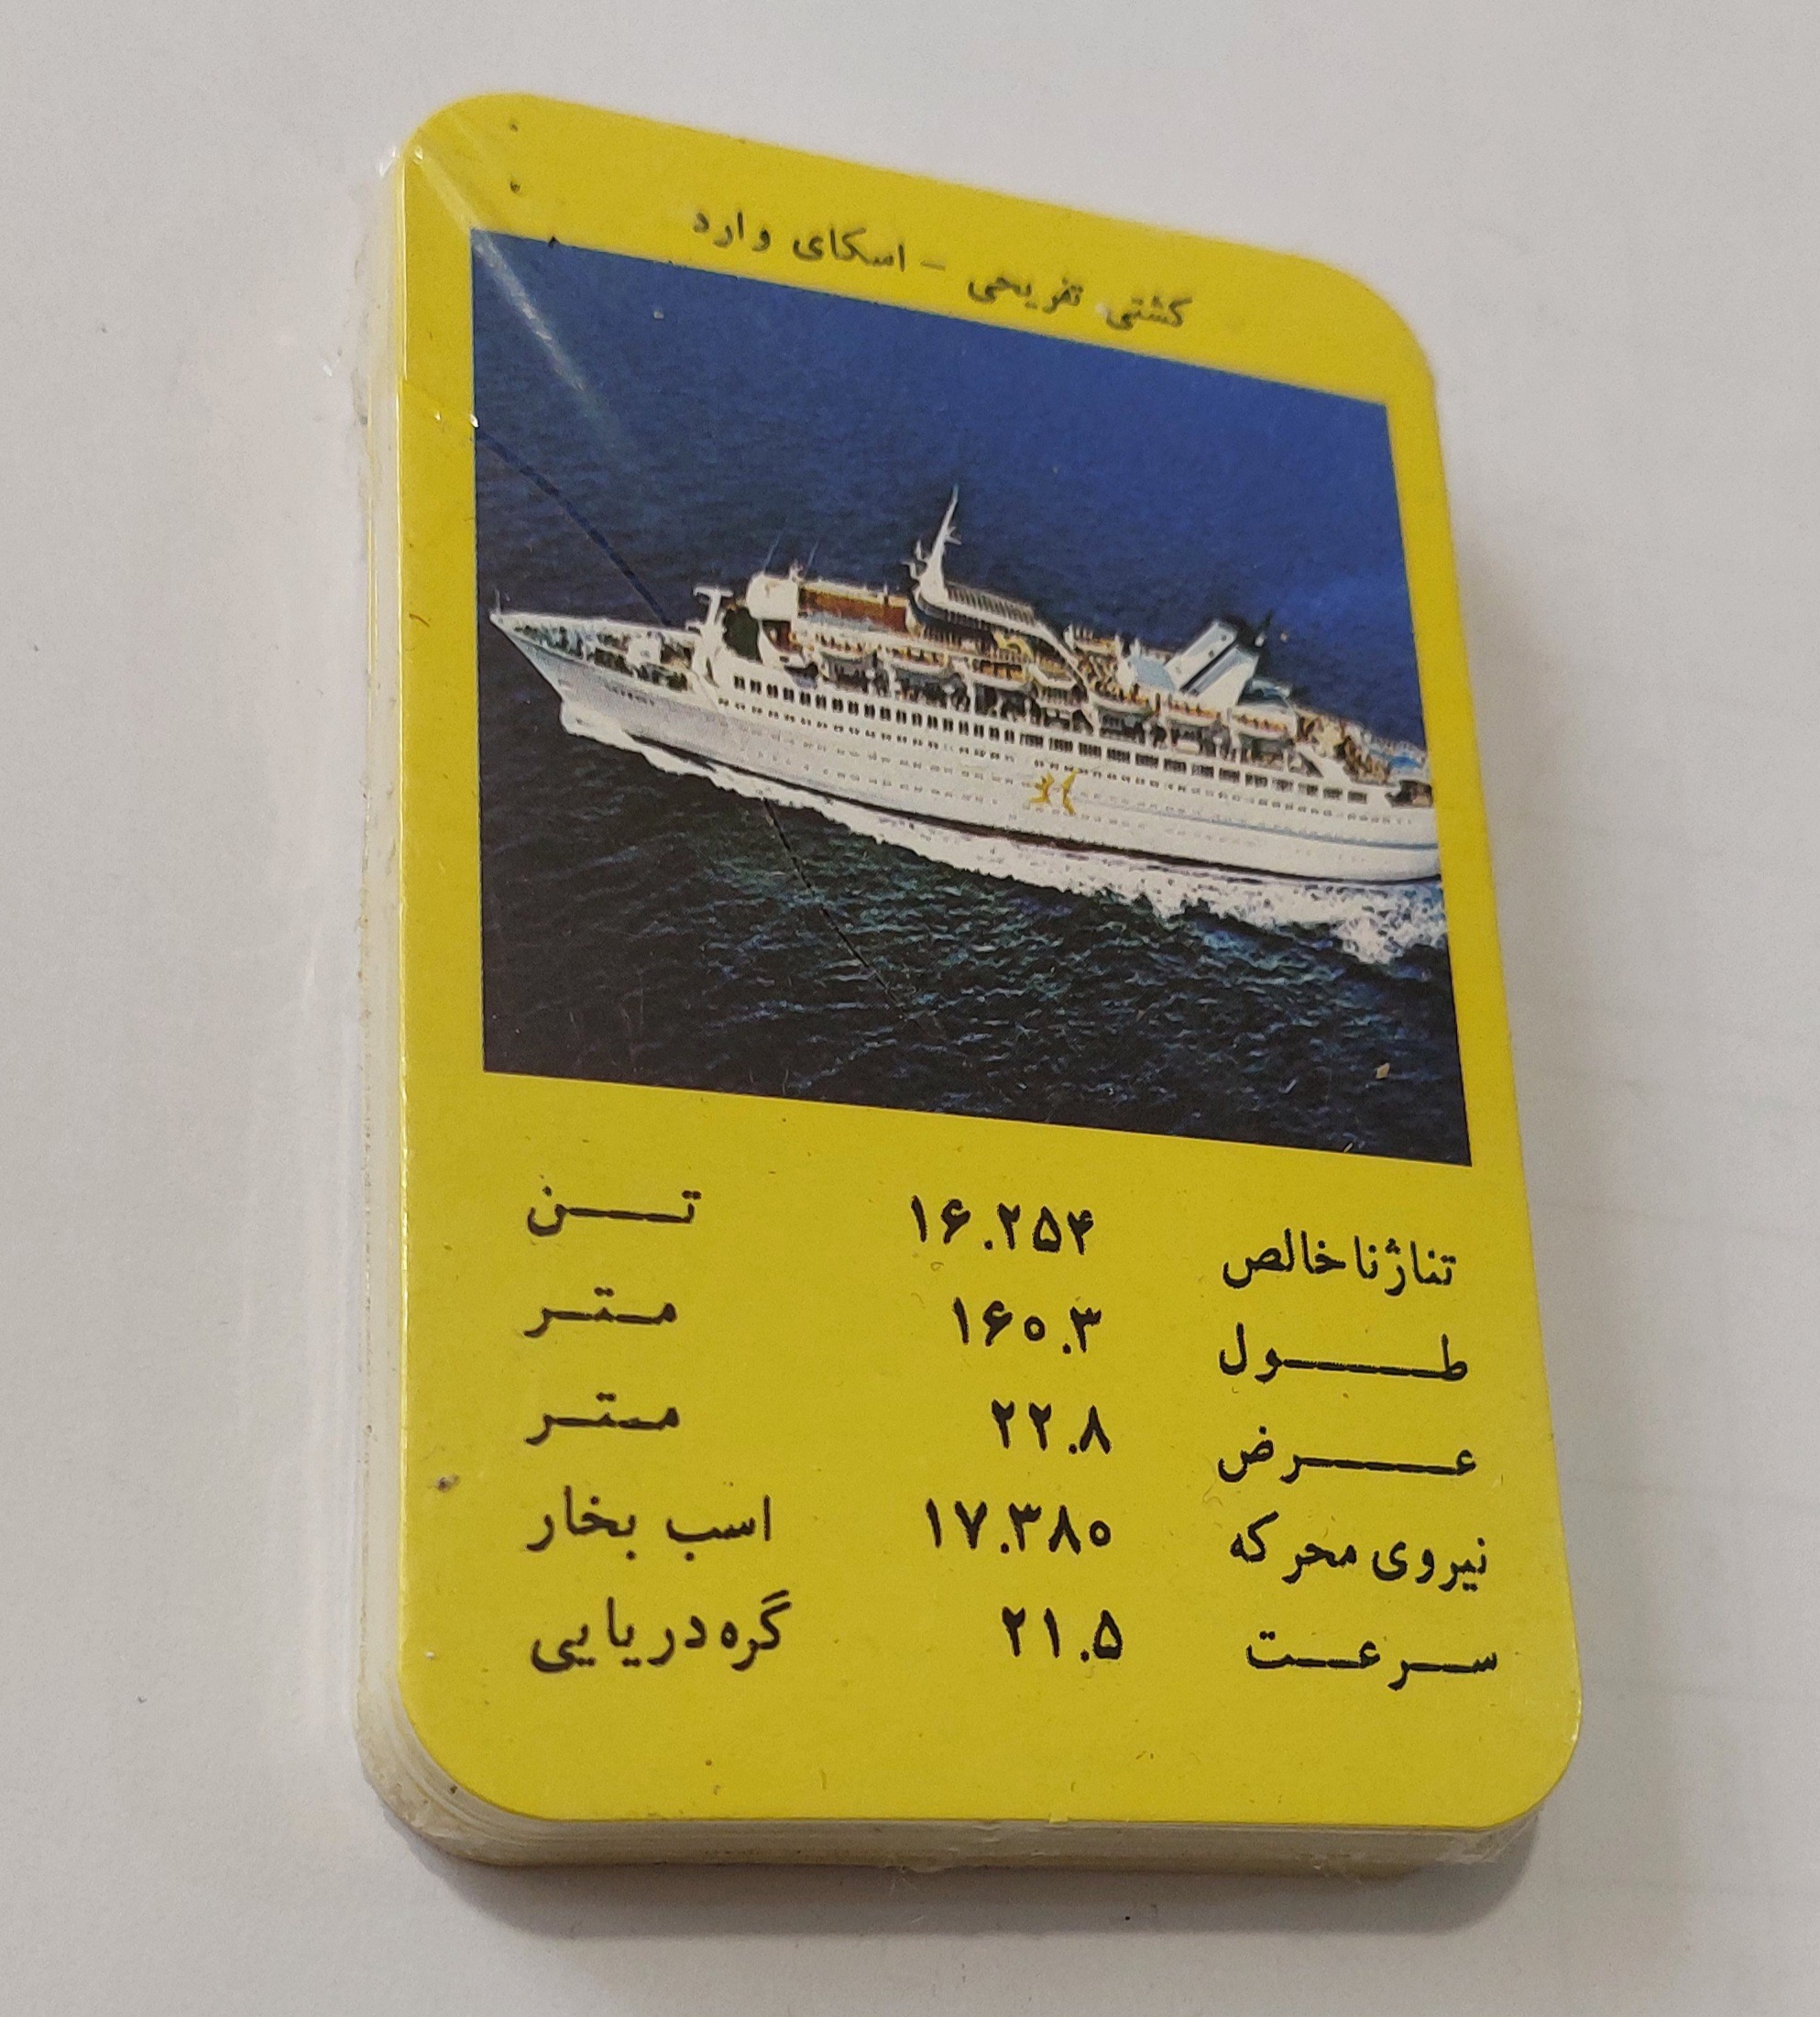 کشتی تفریحی - اسکای وارد
تناژ ناخالص ۱۶.۲۵۴ تن
طول ۱۶۰.۳ متر
عرض ۲۲.۸ متر
نیروی محرکه ۱۷.۳۸۰ اسب بخار
سرعت ۲۱.۵ گره دریایی